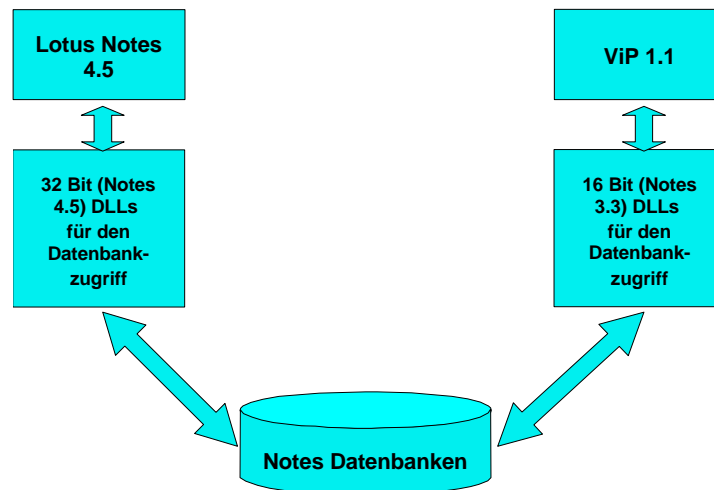 Lotus Notes
4.5
ViP 1.1
32 Bit (Notes
4.5) DLLs
für den
Datenbank-
zugriff
16 Bit (Notes
3.3) DLLs
für den
Datenbank-
zugriff
Notes Datenbanken